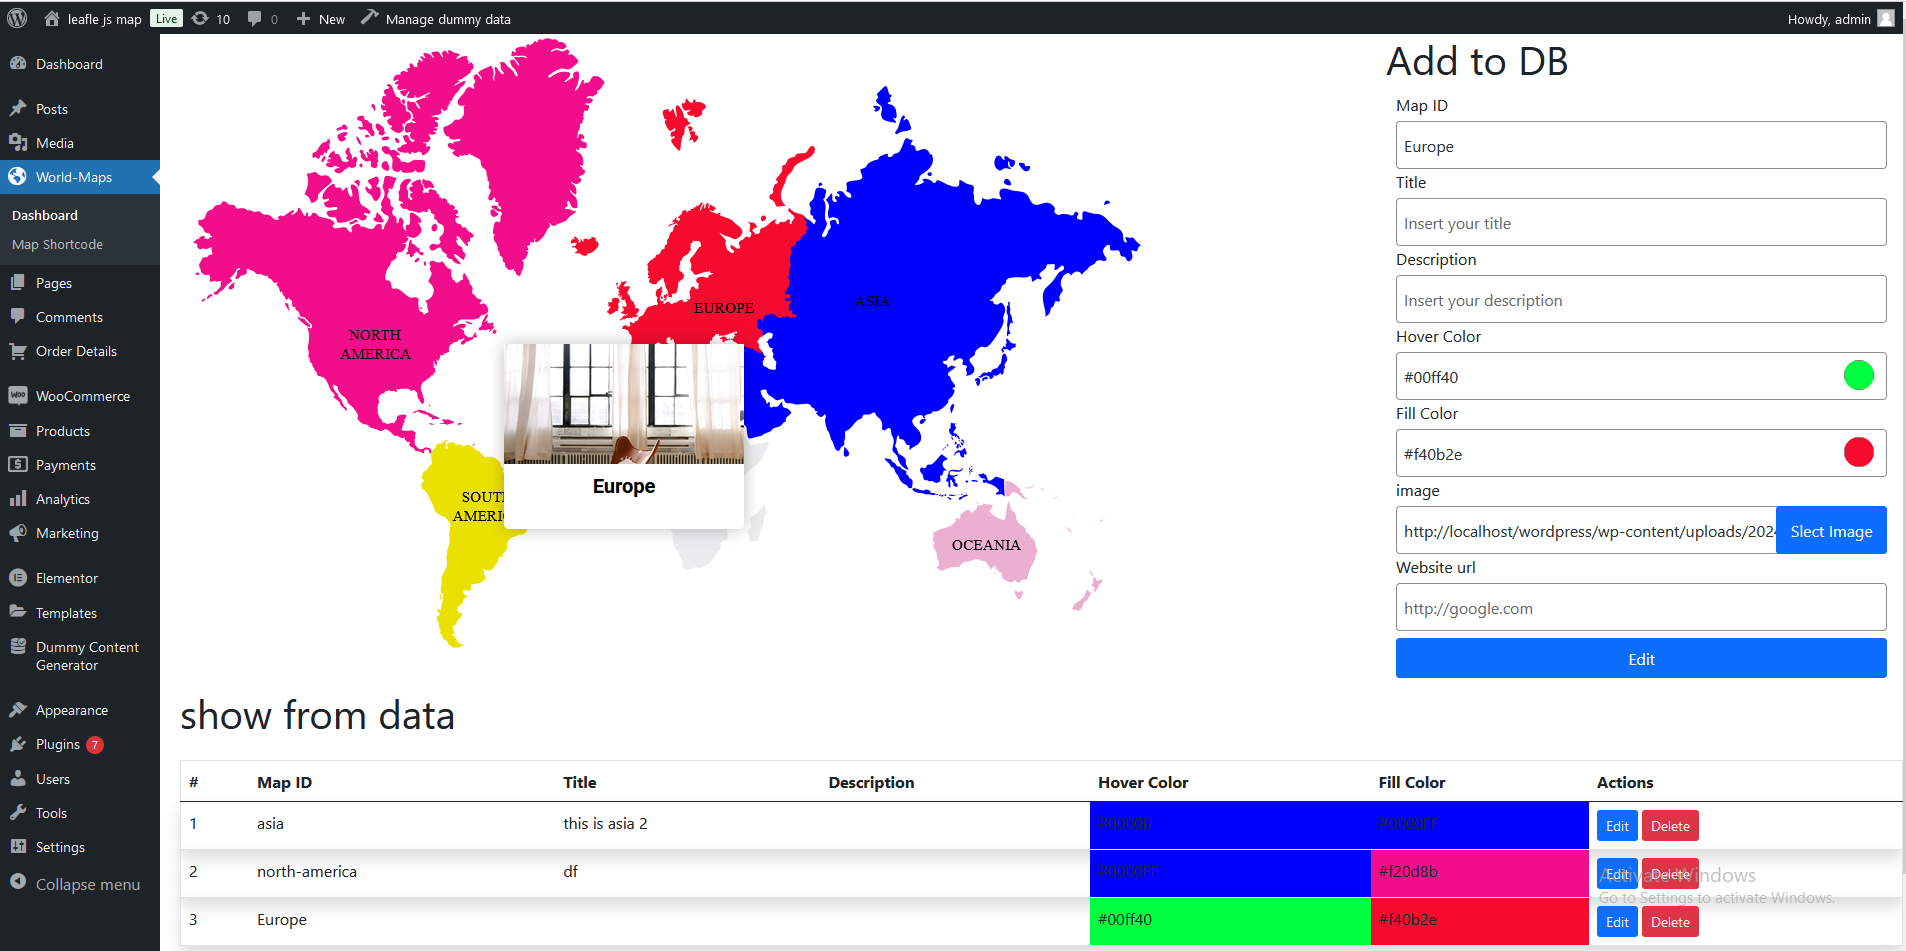 leafle js map Live 10 0 New Manage dummy data Howdy, admin
Dashboard
Posts
Media
World-Maps
Dashboard
Map Shortcode
Pages
Comments
Order Details
WooCommerce
Products
Payments
Analytics
Marketing
Elementor
Templates
Dummy Content
Generator
Appearance
Plugins 7
Users
Tools
Settings
Collapse menu
NORTH
AMERICA
EUROPE
ASIA
SOUT
AMERI
OCEANIA
Europe
Add to DB
Map ID
Europe
Title
Insert your title
Description
Insert your description
Hover Color
#00ff40
Fill Color
#f40b2e
image
http://localhost/wordpress/wp-content/uploads/202 Slect Image
Website url
http://google.com
Edit
show from data
# Map ID Title Description Hover Color Fill Color Actions
1 asia this is asia 2 #0000ff #0000FF Edit Delete
2 north-america df #0000FF #f20d8b Edit Delete
3 Europe #00ff40 #f40b2e Edit Delete
Activate Windows
Go to Settings to activate Windows.